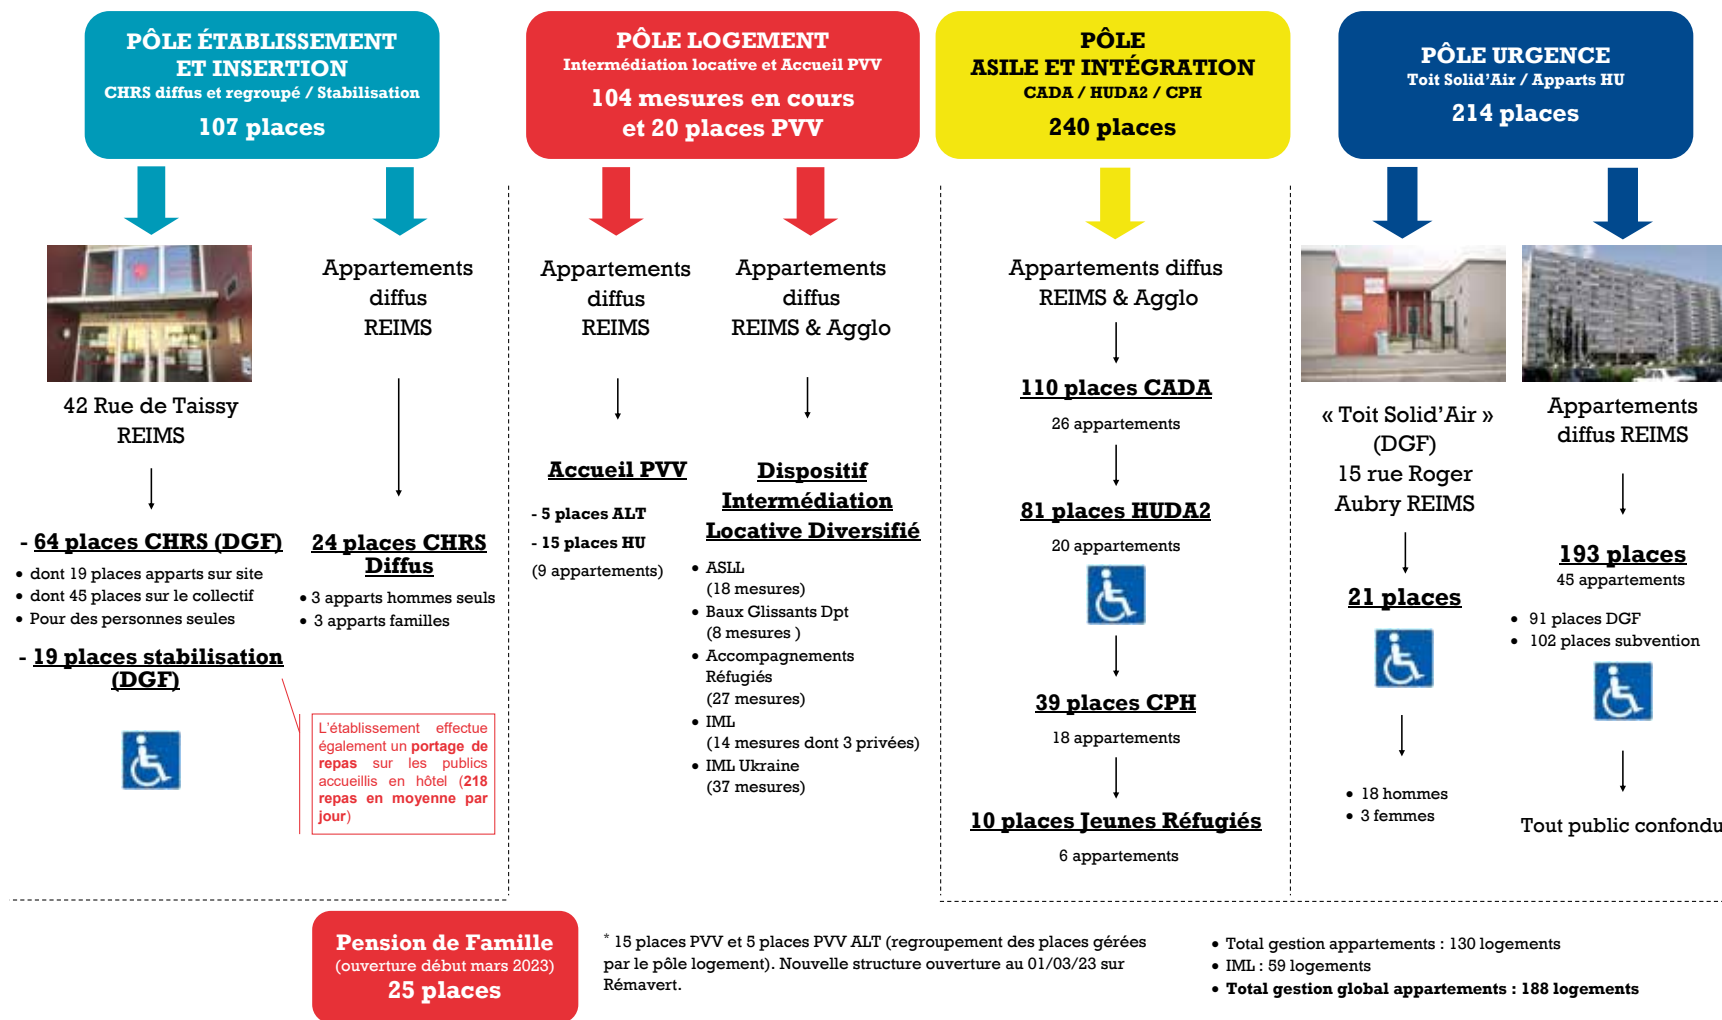 PÔLE ÉTABLISSEMENT
ET INSERTION
CHRS diffus et regroupé / Stabilisation
107 places
42 Rue de Taissy
REIMS
- 64 places CHRS (DGF)
• dont 19 places apparts sur site
• dont 45 places sur le collectif
• Pour des personnes seules
- 19 places stabilisation
(DGF)
Appartements
diffus
REIMS
24 places CHRS
Diffus
• 3 apparts hommes seuls
• 3 apparts familles
L'établissement effectue
également un portage de
repas sur les publics
accueillis en hôtel (218
repas en moyenne par
jour)
PÔLE LOGEMENT
Intermédiation locative et Accueil PVV
104 mesures en cours
et 20 places PVV
Appartements
diffus
REIMS
Accueil PVV
- 5 places ALT
- 15 places HU
(9 appartements)
Appartements
diffus
REIMS & Agglo
Dispositif
Intermédiation
Locative Diversifié
• ASLL
(18 mesures)
• Baux Glissants Dpt
(8 mesures )
• Accompagnements
Réfugiés
(27 mesures)
• IML
(14 mesures dont 3 privées)
• IML Ukraine
(37 mesures)
PÔLE
ASILE ET INTÉGRATION
CADA / HUDA2 / CPH
240 places
Appartements diffus
REIMS & Agglo
110 places CADA
26 appartements
81 places HUDA2
20 appartements
39 places CPH
18 appartements
10 places Jeunes Réfugiés
6 appartements
PÔLE URGENCE
Toit Solid'Air / Apparts HU
214 places
« Toit Solid'Air »
(DGF)
15 rue Roger
Aubry REIMS
21 places
• 18 hommes
• 3 femmes
Appartements
diffus REIMS
193 places
45 appartements
• 91 places DGF
• 102 places subvention
Tout public confondu
Pension de Famille
(ouverture début mars 2023)
25 places
* 15 places PVV et 5 places PVV ALT (regroupement des places gérées
par le pôle logement). Nouvelle structure ouverture au 01/03/23 sur
Rémavert.
• Total gestion appartements : 130 logements
• IML : 59 logements
• Total gestion global appartements : 188 logements